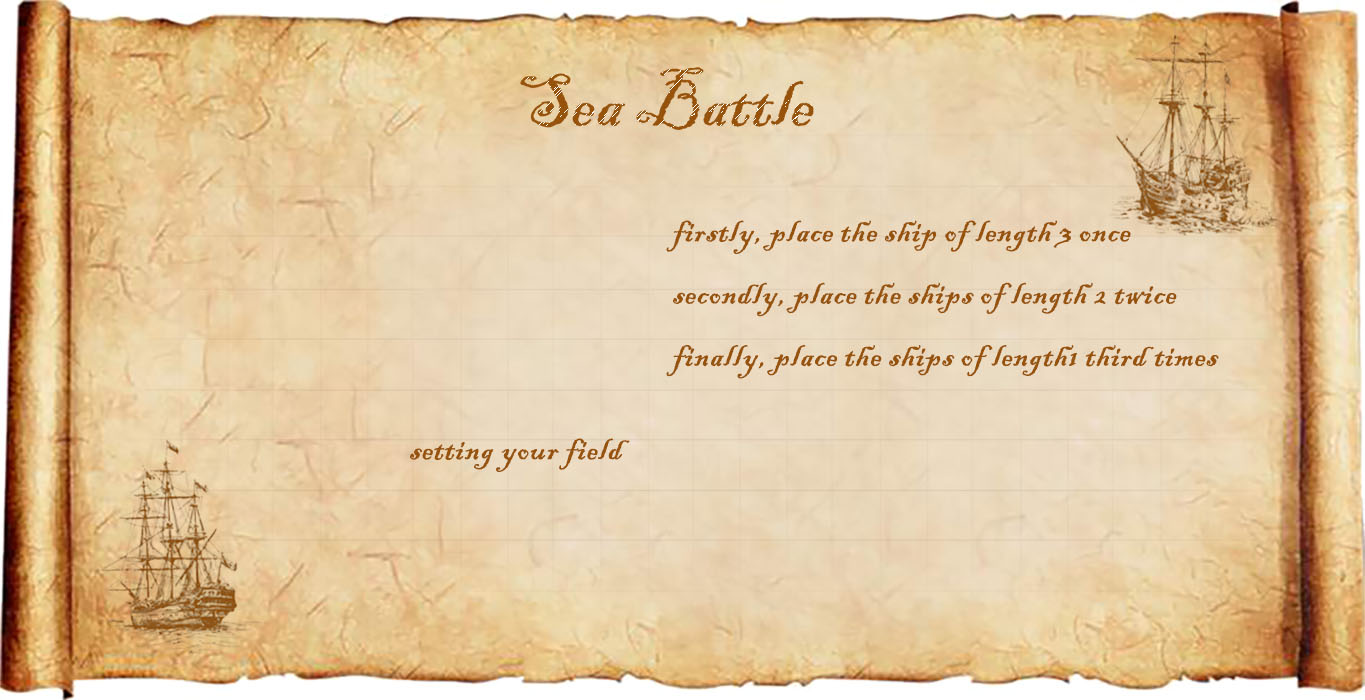 Sea Battle
firstly, place the ship of length 3 once
secondly, place the ships of length 2 twice
finally, place the ships of length1 third times
setting your field